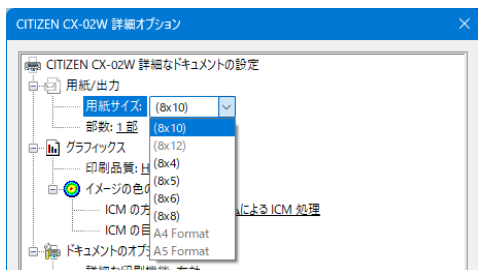 CITIZEN CX-02W 詳細オプション
CITIZEN CX-02W 詳細なドキュメントの設定
用紙/出力
用紙サイズ: (8x10)
部数: 1 部
(8x10)
(8x12)
グラフィックス
(8x4)
印刷品質: H
(8x5)
イメージの色の
(8x6)
ICM の方
によるICM 処理
(8x8)
ICM の目
A4 Format
ドキュメントのオプ
A5 Format